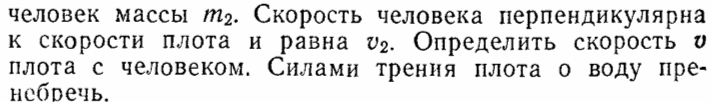 человек массы m₂. Скорость человека перпендикулярна
к скорости плота и равна v₂. Определить скорость v
плота с человеком. Силами трения плота о воду пре-
небречь.